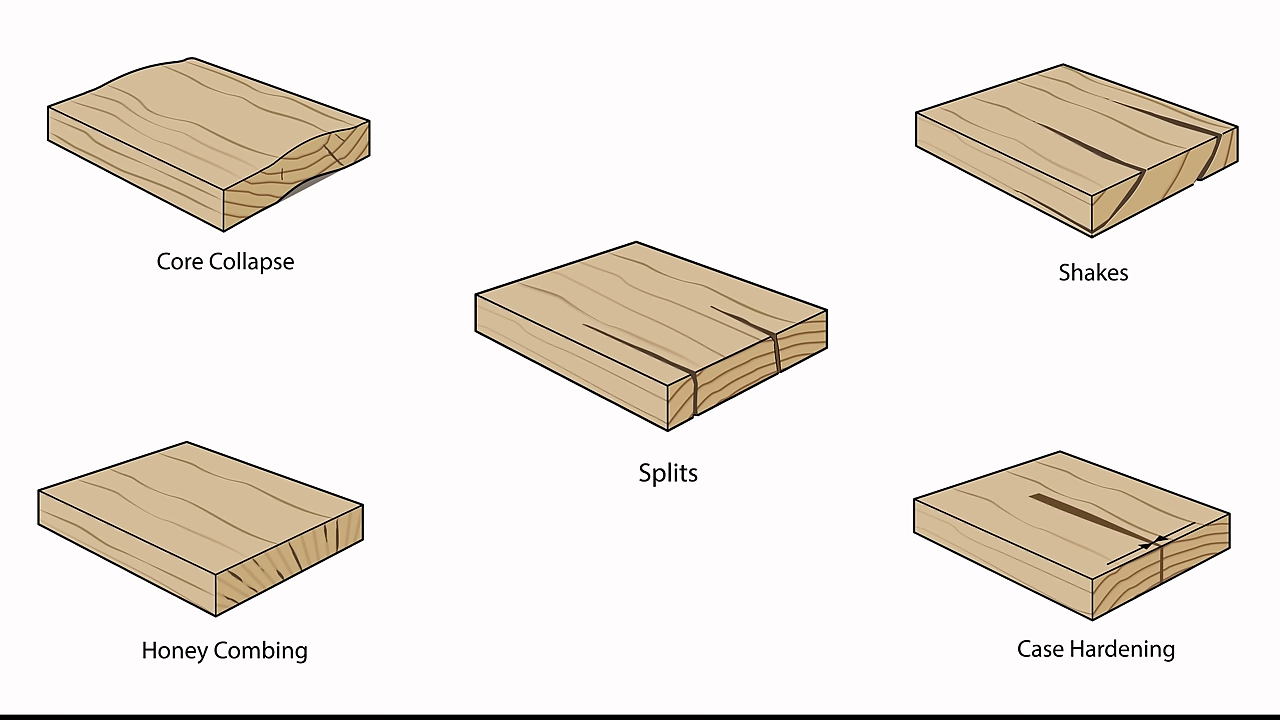 Core Collapse
Shakes
Splits
Honey Combing
Case Hardening